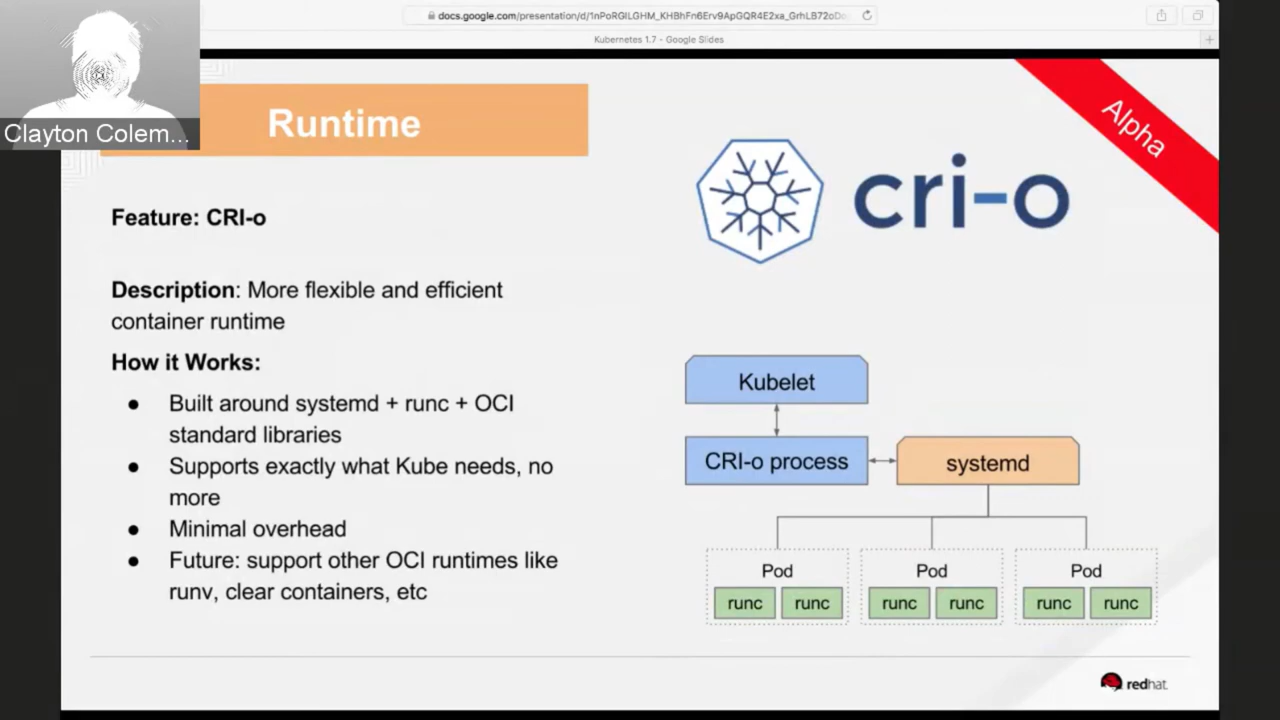 docs.google.com/presentation/d/1nPoRGILGHM_KHBhFn6Erv9ApGQR4E2xa_GrhLB72oDa...
Kubernetes 1.7 - Google Slides
Clayton Colem...
Runtime
Alpha
cri-o
Feature: CRI-o
Description: More flexible and efficient
container runtime
How it Works:
● Built around systemd + runc + OCI
standard libraries
● Supports exactly what Kube needs, no
more
● Minimal overhead
● Future: support other OCI runtimes like
runv, clear containers, etc
Kubelet
CRI-o process
systemd
Pod Pod Pod
runc runc runc runc runc runc
redhat.